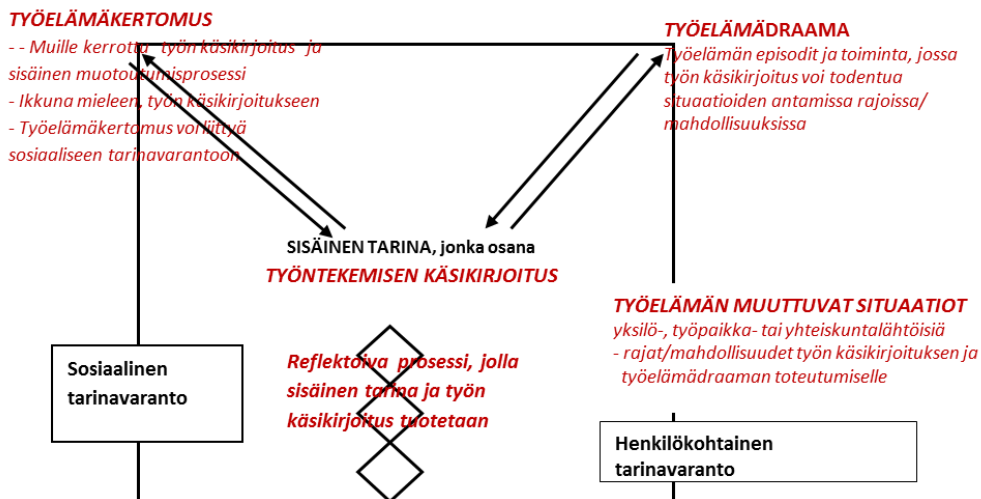 TYÖELÄMÄKERTOMUS
- - Muille kerrottu työn käsikirjoitus ja
sisäinen muotoutumisprosessi
- Ikkuna mieleen, työn käsikirjoitukseen
- Työelämäkertomus voi liittyä
sosiaaliseen tarinavarantoon
TYÖELÄMÄDRAAMA
Työelämän episodit ja toiminta, jossa
työn käsikirjoitus voi todentua
situaatioiden antamissa rajoissa/
mahdollisuuksissa
SISÄINEN TARINA, jonka osana
TYÖNTEKEMISEN KÄSIKIRJOITUS
TYÖELÄMÄN MUUTTUVAT SITUAATIOT
yksilö-, työpaikka- tai yhteiskuntalähtöisiä
- rajat/mahdollisuudet työn käsikirjoituksen ja
työelämädraaman toteutumiselle
Sosiaalinen
tarinavaranto
Reflektoiva prosessi, jolla
sisäinen tarina ja työn
käsikirjoitus tuotetaan
Henkilökohtainen
tarinavaranto